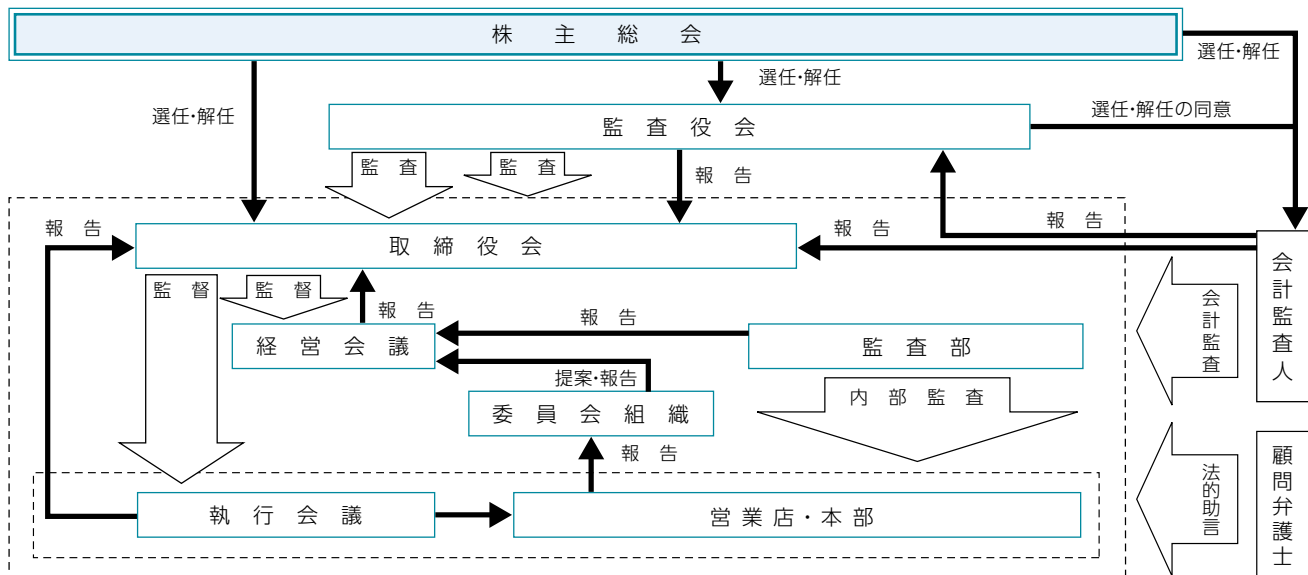 株主総会
選任・解任
選任・解任
選任・解任
監査役会
選任・解任の同意
監査
監査
報告
報告
報告
報告
取締役会
会計監査人
監督
監督
報告
報告
会計監査
経営会議
監査部
提案・報告
内部監査
委員会組織
報告
顧問弁護士
法的助言
執行会議
営業店・本部